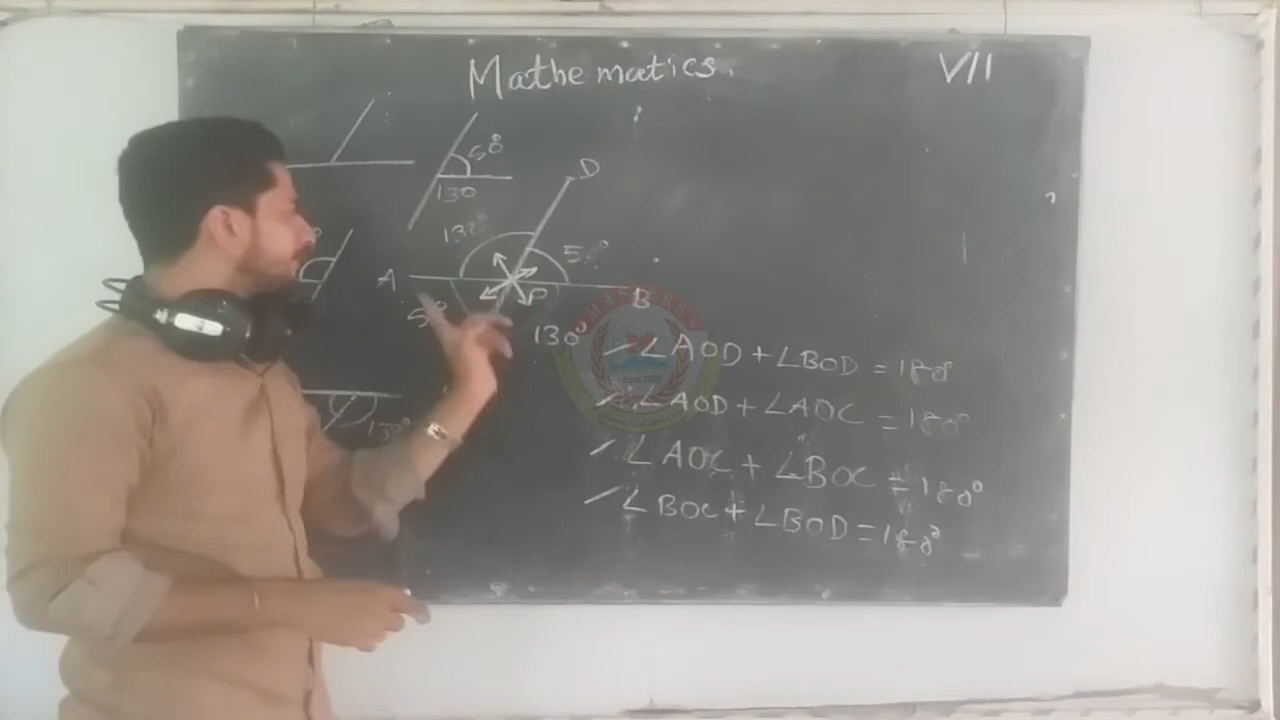 Mathematics.
VII
50°
130
D
130°
50°
A
O
B
50°
130°
∠AOD + ∠BOD = 180°
∠AOD + ∠AOC = 180°
130°
∠AOC + ∠BOC = 180°
∠BOC + ∠BOD = 180°